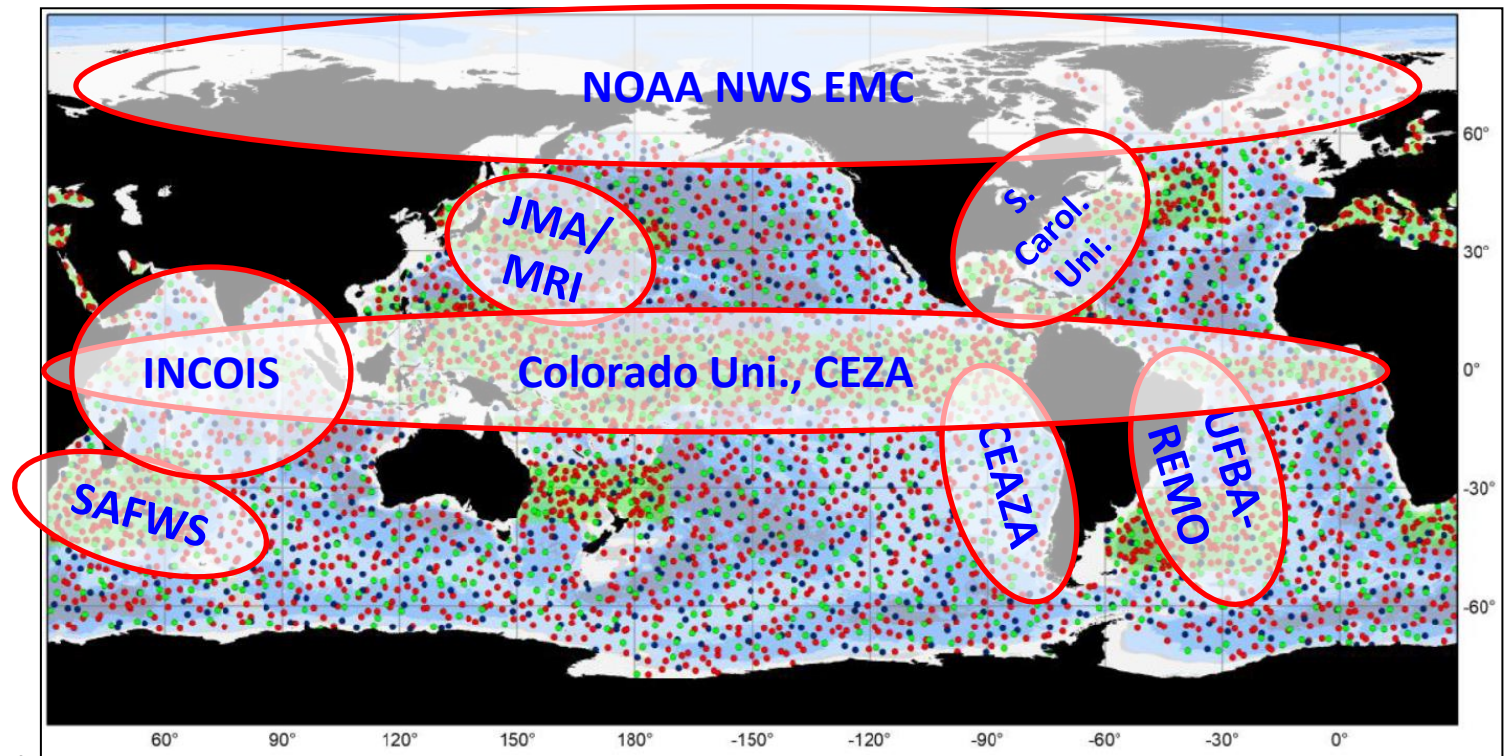 NOAA NWS EMC
60°
JMA/
MRI
S.
Carol.
Uni.
30°
INCOIS
Colorado Uni., CEZA
0°
SAFWS
CEAZA
UFBA-
REMO
-30°
-60°
60°
90°
120°
150°
180°
-150°
-120°
-90°
-60°
-30°
0°